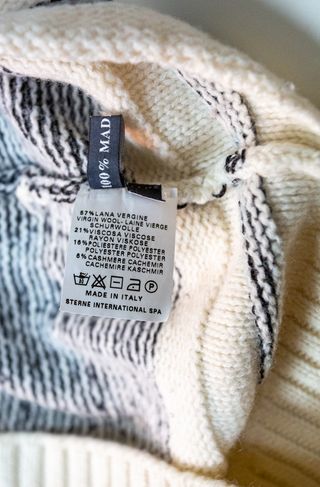 100% MAD
57%LANA VERGINE
VIRGIN WOOL- LAINE VIERGE
SCHURWOLLE
21%VISCOSA VISCOSE
RAYON VISKOSE
16%POLIESTERE POLYESTER
POLYESTER POLYESTER
6%CASHMERE CACHEMIR
CACHEMIRE KASCHMIR
P
MADE IN ITALY
STERNE INTERNATIONAL SPA